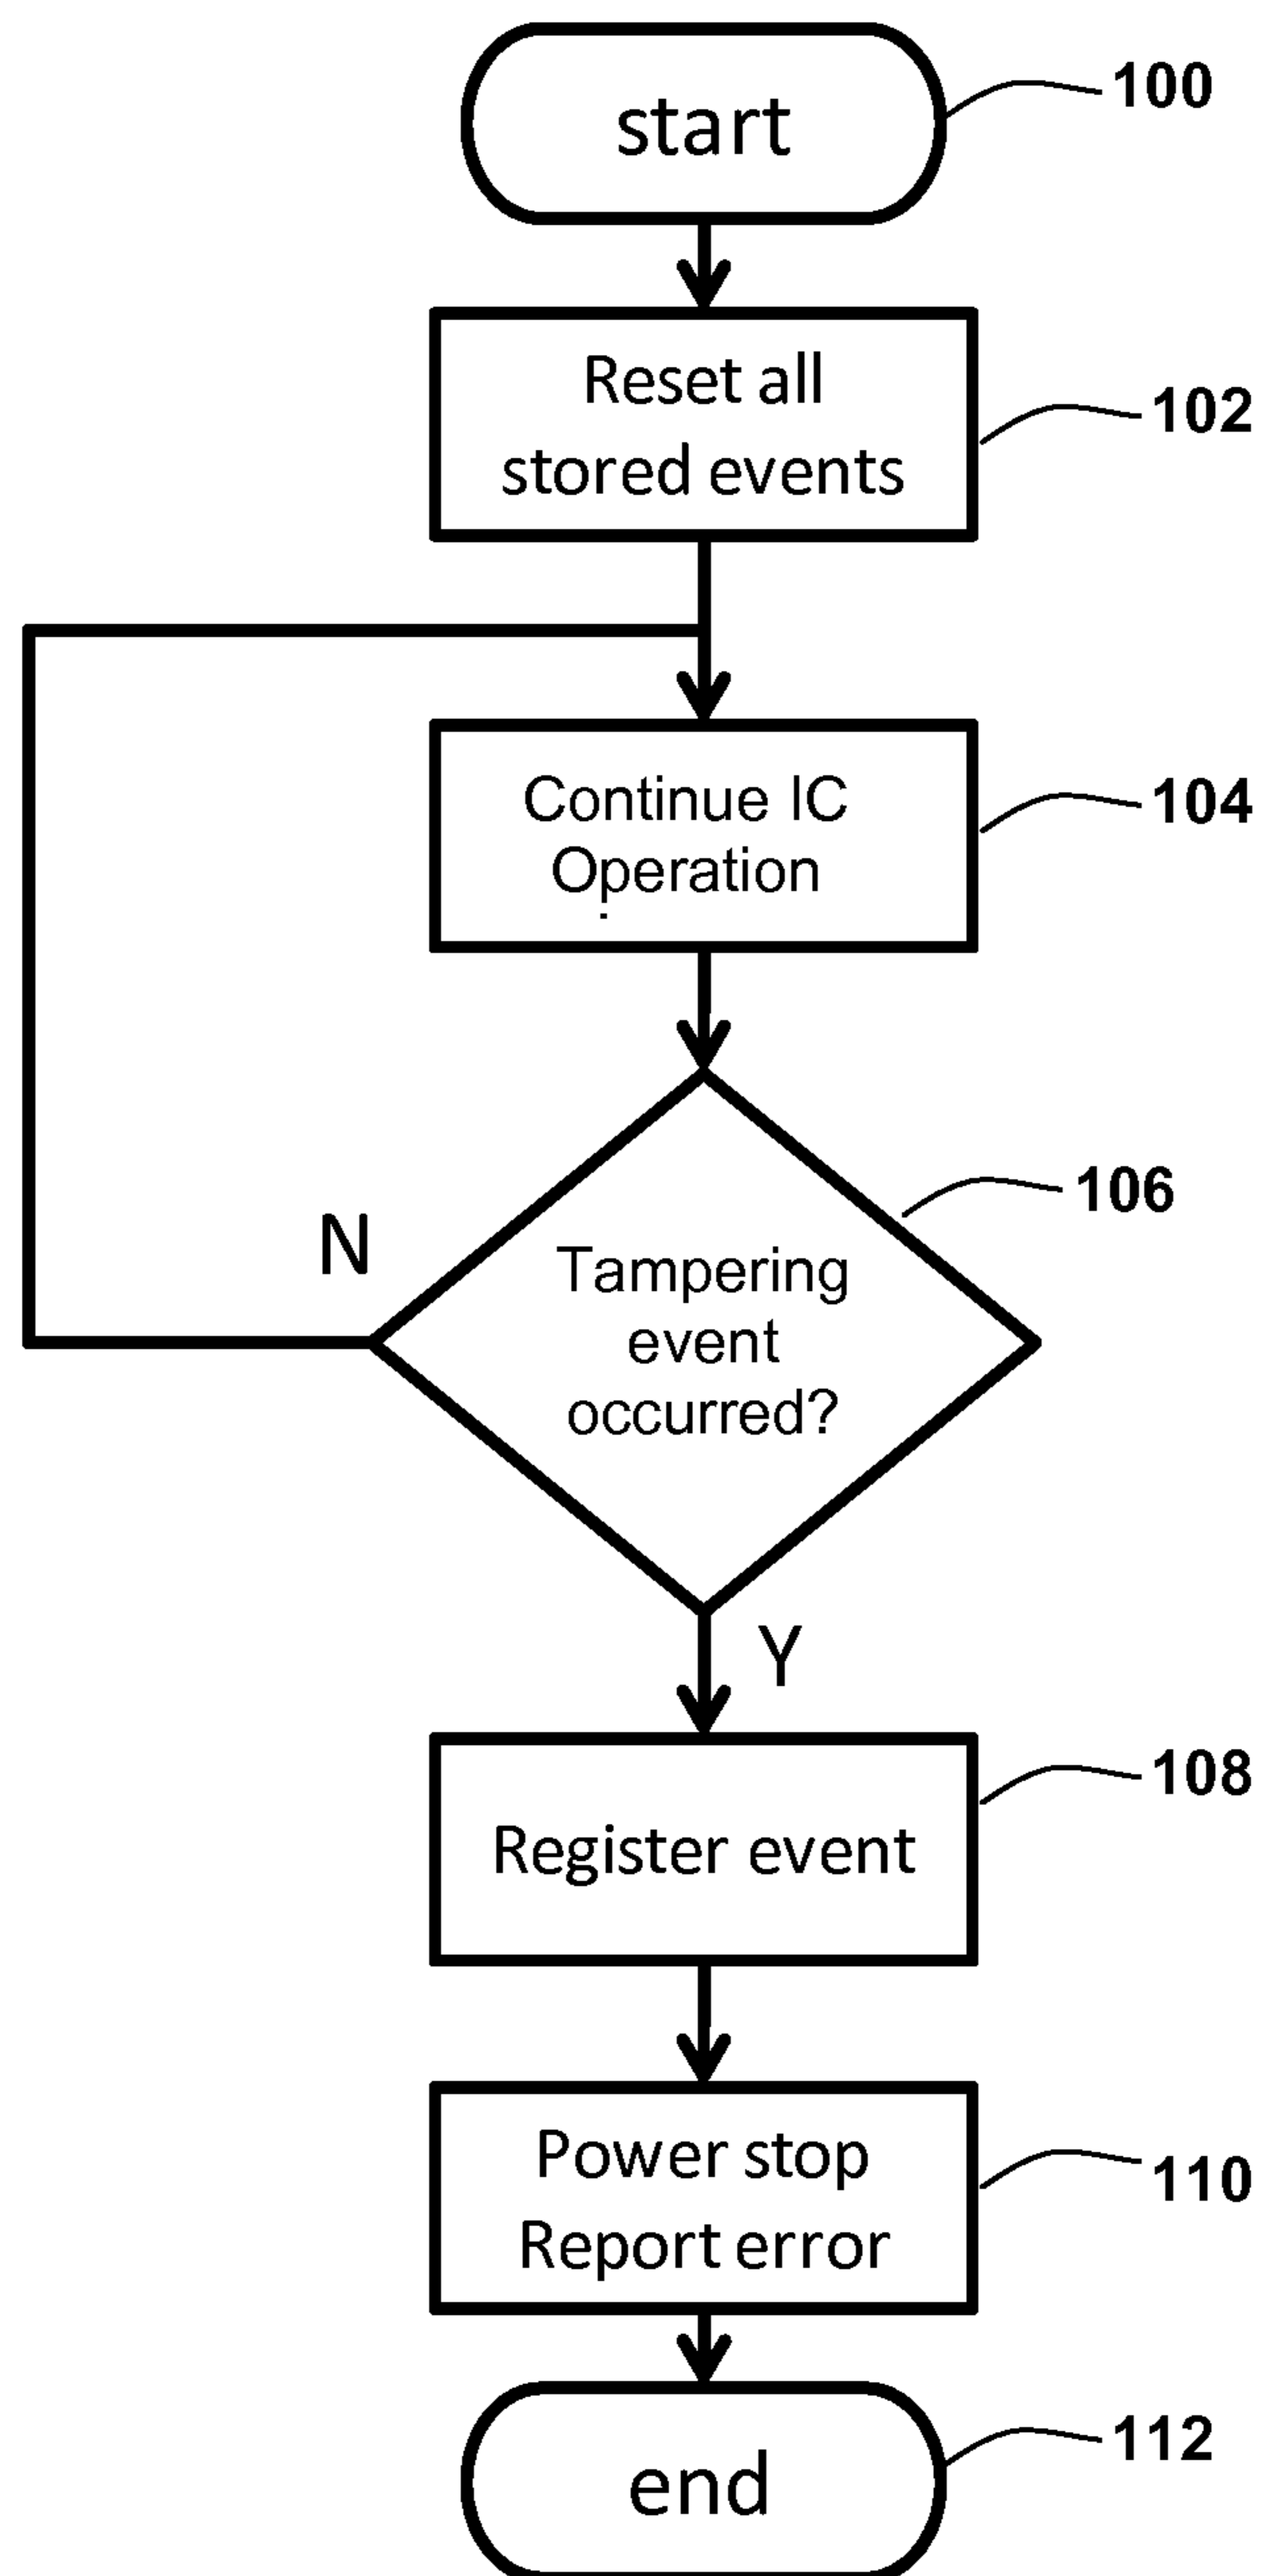 start
100
Reset all
stored events
102
Continue IC
Operation
104
106
N
Tampering
event
occurred?
Y
108
Register event
Power stop
Report error
110
end
112